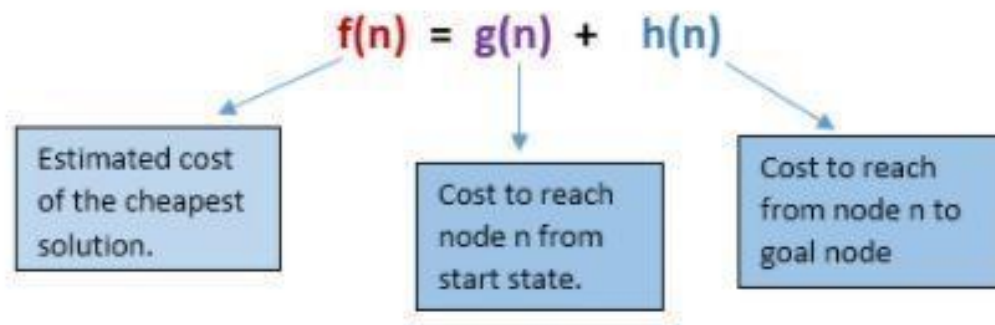 f(n) = g(n) + h(n)
Estimated cost
of the cheapest
solution.
Cost to reach
node n from
start state.
Cost to reach
from node n to
goal node